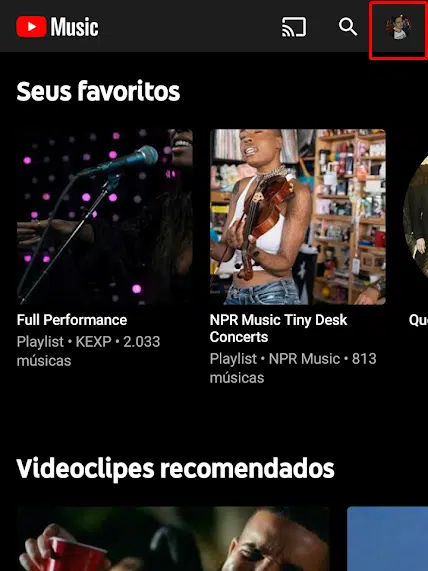 Music
Seus favoritos
Full Performance
Playlist • KEXP • 2.033
músicas
NPR Music Tiny Desk
Concerts
Playlist • NPR Music • 813
músicas
Qu
Videoclipes recomendados